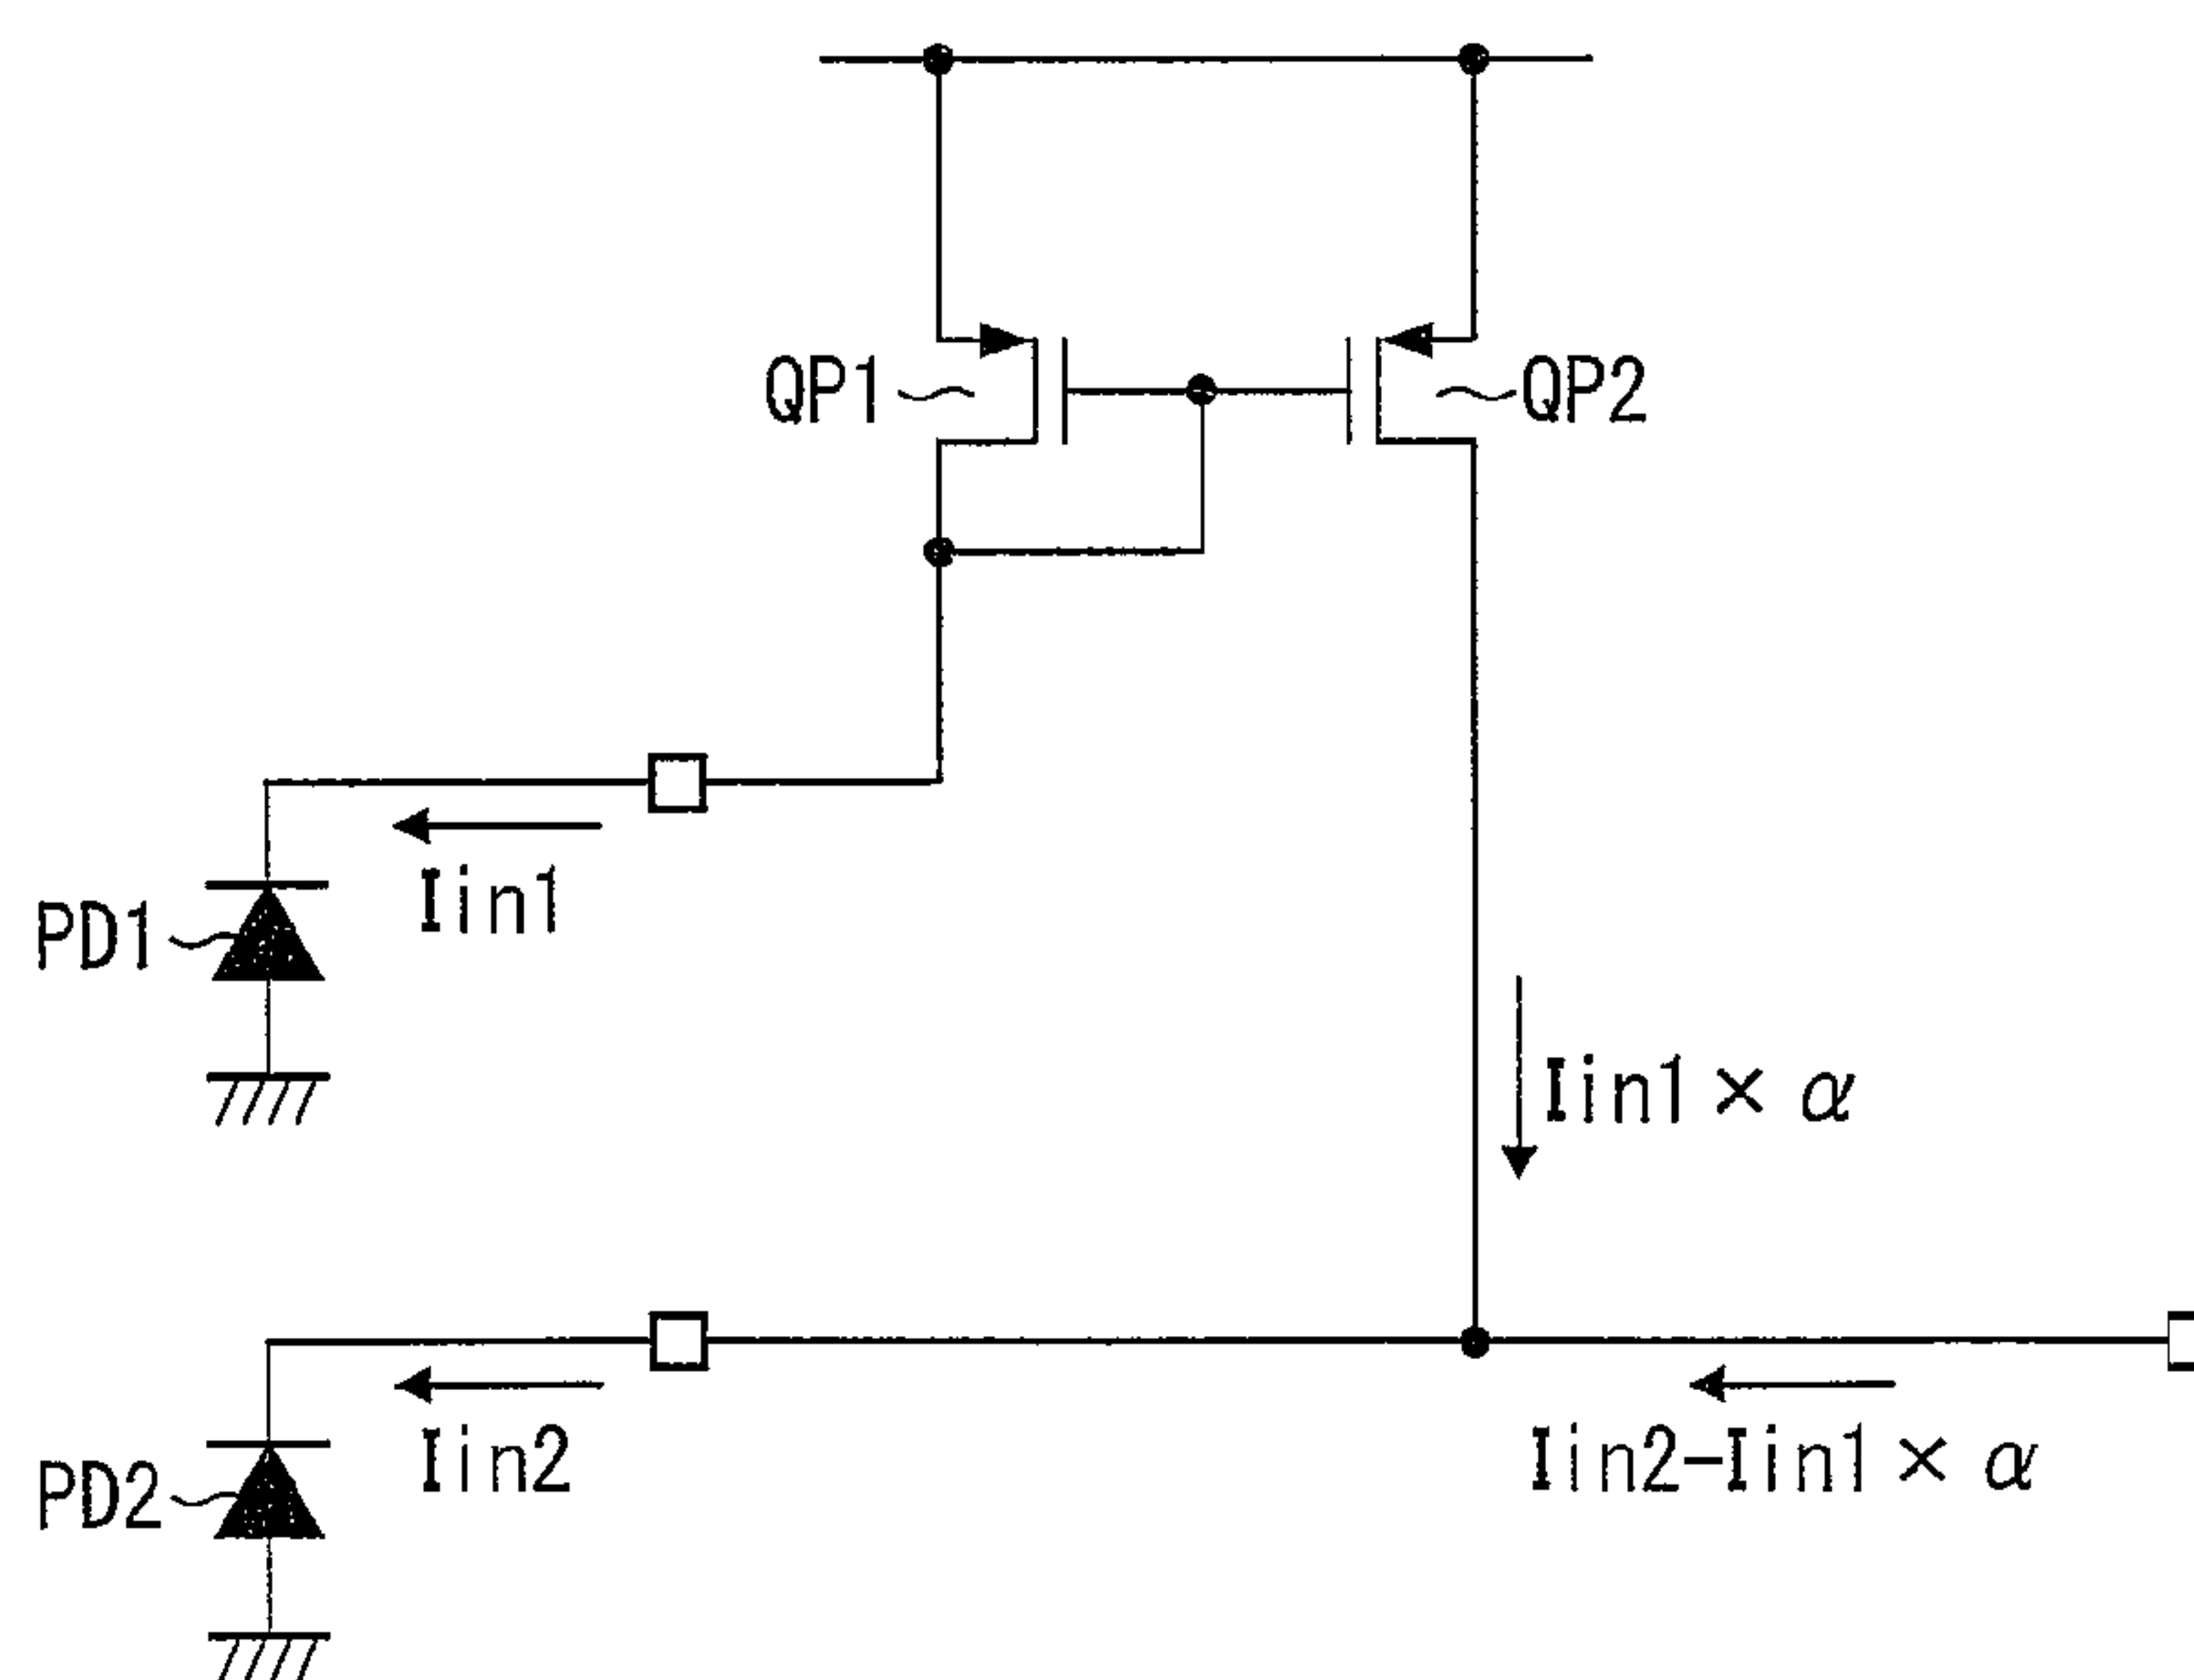 QP1
QP2
Iin1
PD1
Iin1×α
Iin2
Iin2-Iin1×α
PD2